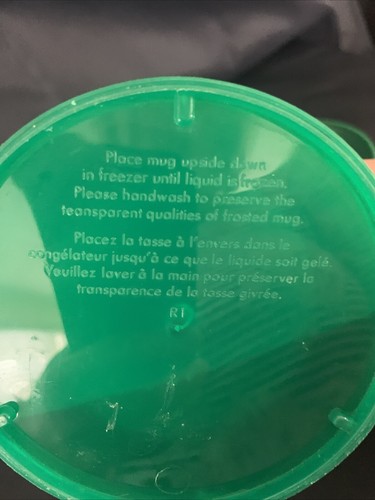 Place mug upside down
in freezer until liquid is frozen.
Please handwash to preserve the
teansparent qualities of frosted mug.
Placez la tasse à l'envers dans le
congélateur jusqu'à ce que le liquide soit gelé.
Veuillez laver à la main pour préserver la
transparence de la tasse givrée.
RT